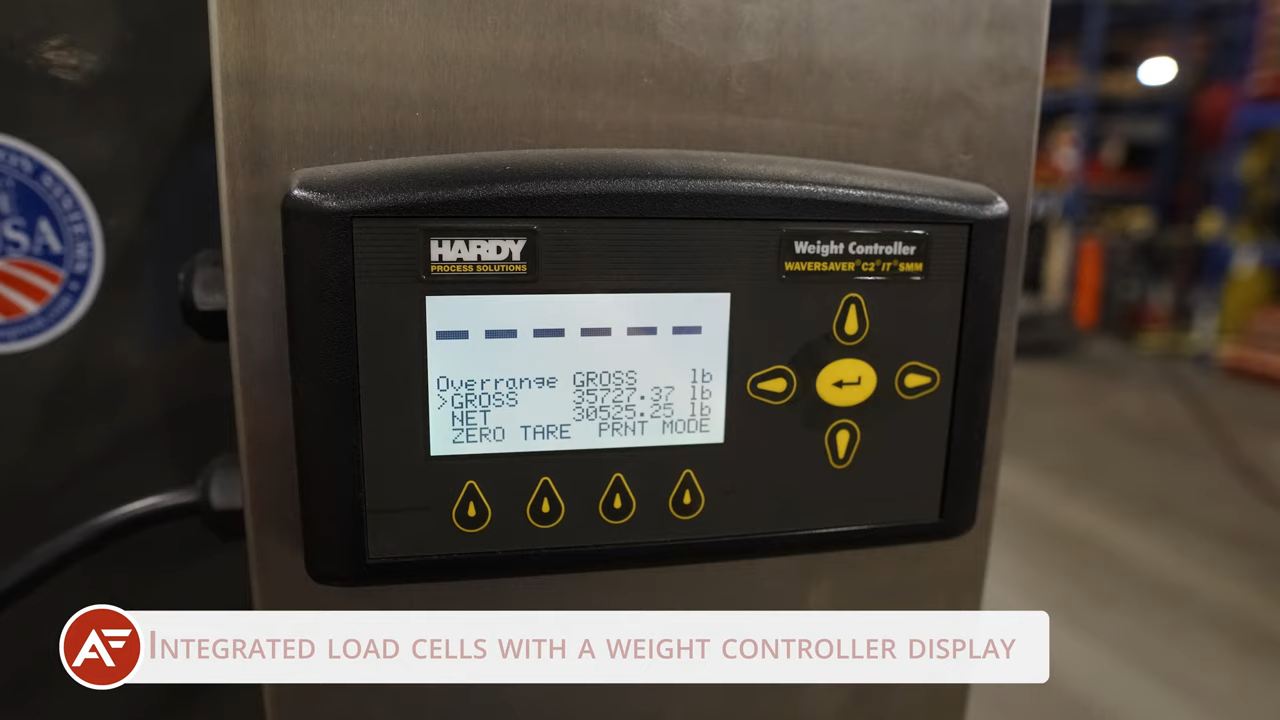 HARDY
PROCESS SOLUTIONS
Weight Controller
WAVERSAVER® C2® IT® SMM
SA
- - - - - -
Overrange GROSS lb
>GROSS 35727.37 lb
NET 30525.25 lb
ZERO TARE PRNT MODE
AF
INTEGRATED LOAD CELLS WITH A WEIGHT CONTROLLER DISPLAY